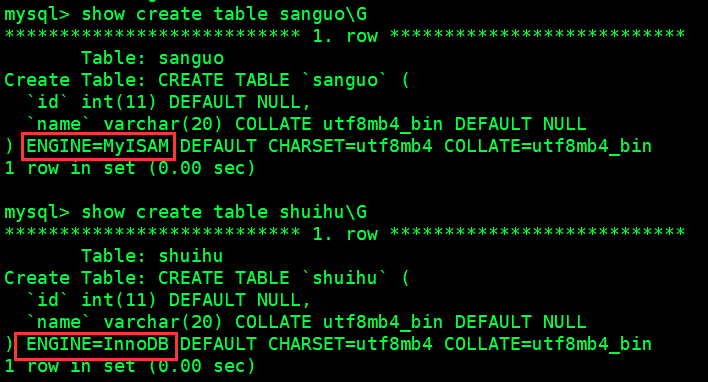 mysql> show create table sanguo\G
*************************** 1. row ***************************
       Table: sanguo
Create Table: CREATE TABLE `sanguo` (
  `id` int(11) DEFAULT NULL,
  `name` varchar(20) COLLATE utf8mb4_bin DEFAULT NULL
) ENGINE=MyISAM DEFAULT CHARSET=utf8mb4 COLLATE=utf8mb4_bin
1 row in set (0.00 sec)

mysql> show create table shuihu\G
*************************** 1. row ***************************
       Table: shuihu
Create Table: CREATE TABLE `shuihu` (
  `id` int(11) DEFAULT NULL,
  `name` varchar(20) COLLATE utf8mb4_bin DEFAULT NULL
) ENGINE=InnoDB DEFAULT CHARSET=utf8mb4 COLLATE=utf8mb4_bin
1 row in set (0.00 sec)